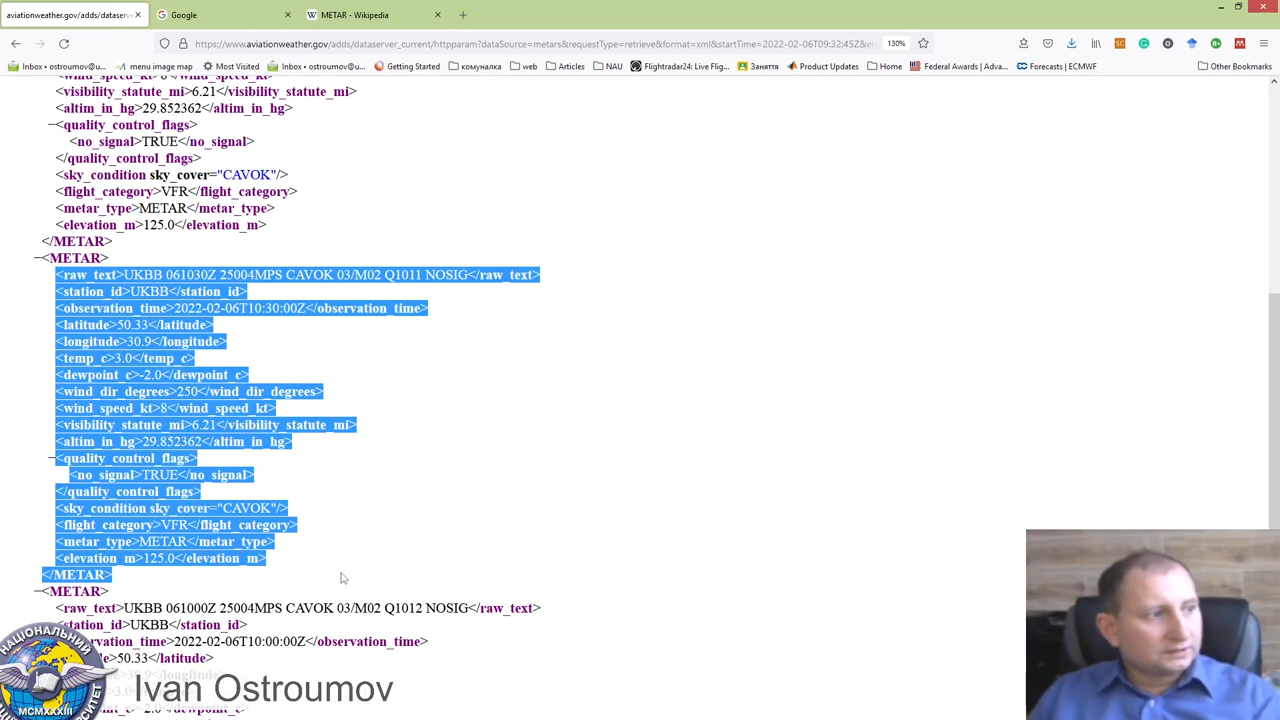 aviationweather.gov/adds/dataserv
Google
METAR - Wikipedia
https://www.aviationweather.gov/adds/dataserver_current/httpparam?dataSource=metars&requestType=retrieve&format=xml&startTime=2022-02-06T09:32:45Z&en
130%
Inbox - ostroumov@u...
menu image map
Most Visited
Inbox - ostroumov@u...
Getting Started
комуналка
web
Articles
NAU
Flightradar24: Live Flig...
Заняття
Product Updates
Home
Federal Awards | Adva...
Forecasts | ECMWF
Other Bookmarks
<wind_speed_kt>8</wind_speed_kt>
<visibility_statute_mi>6.21</visibility_statute_mi>
<altim_in_hg>29.852362</altim_in_hg>
−<quality_control_flags>
<no_signal>TRUE</no_signal>
</quality_control_flags>
<sky_condition sky_cover="CAVOK"/>
<flight_category>VFR</flight_category>
<metar_type>METAR</metar_type>
<elevation_m>125.0</elevation_m>
</METAR>
−<METAR>
<raw_text>UKBB 061030Z 25004MPS CAVOK 03/M02 Q1011 NOSIG</raw_text>
<station_id>UKBB</station_id>
<observation_time>2022-02-06T10:30:00Z</observation_time>
<latitude>50.33</latitude>
<longitude>30.9</longitude>
<temp_c>3.0</temp_c>
<dewpoint_c>-2.0</dewpoint_c>
<wind_dir_degrees>250</wind_dir_degrees>
<wind_speed_kt>8</wind_speed_kt>
<visibility_statute_mi>6.21</visibility_statute_mi>
<altim_in_hg>29.852362</altim_in_hg>
−<quality_control_flags>
<no_signal>TRUE</no_signal>
</quality_control_flags>
<sky_condition sky_cover="CAVOK"/>
<flight_category>VFR</flight_category>
<metar_type>METAR</metar_type>
<elevation_m>125.0</elevation_m>
</METAR>
−<METAR>
<raw_text>UKBB 061000Z 25004MPS CAVOK 03/M02 Q1012 NOSIG</raw_text>
<station_id>UKBB</station_id>
2022-02-06T10:00:00Z</observation_time>
50.33</latitude>
НАЦІОНАЛЬНИЙ
MCMXXXIII
Ivan Ostroumov